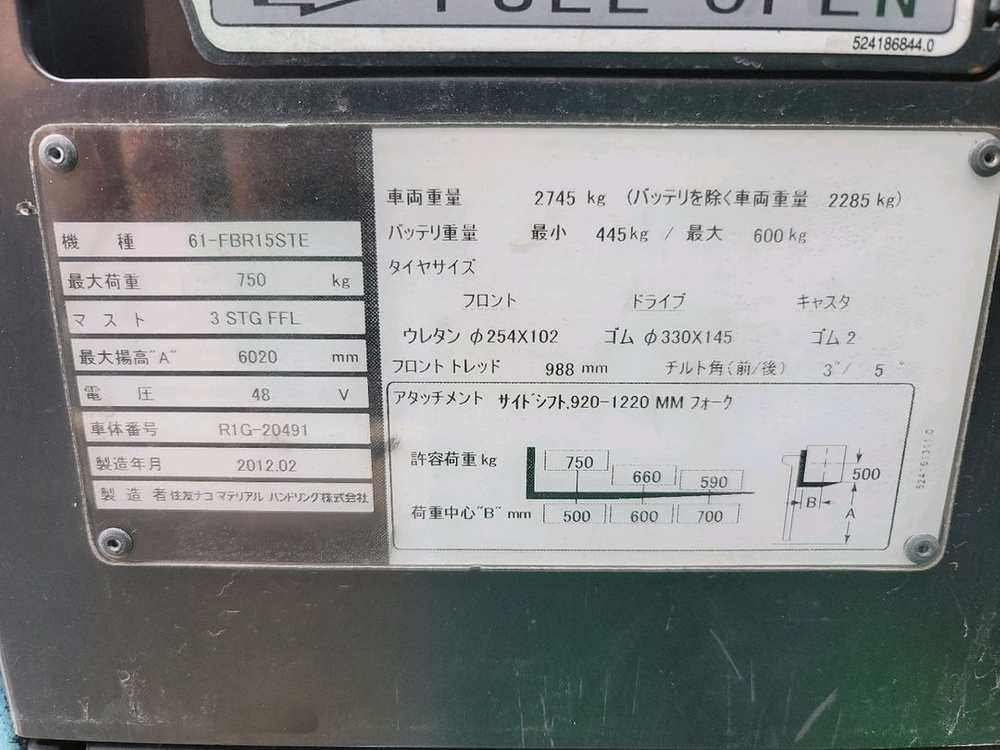 FULL OPEN
524186844.0
機 種 61-FBR15STE
最大荷重 750 kg
マ ス ト 3 STG FFL
最大揚高"A" 6020 mm
電 圧 48 V
車体番号 R1G-20491
製造年月 2012.02
製 造 者 住友ナコ マテリアル ハンドリング株式会社
車両重量 2745 kg (バッテリを除く車両重量 2285 kg)
バッテリ重量 最小 445kg / 最大 600 kg
タイヤサイズ
フロント ドライブ キャスタ
ウレタン φ254X102 ゴム φ330X145 ゴム 2
フロント トレッド 988 mm チルト角(前/後) 3°/ 5 °
アタッチメント サイドシフト,920-1220 MM フォーク
許容荷重 kg 750 660 590
荷重中心"B" mm 500 600 700
500
B
A